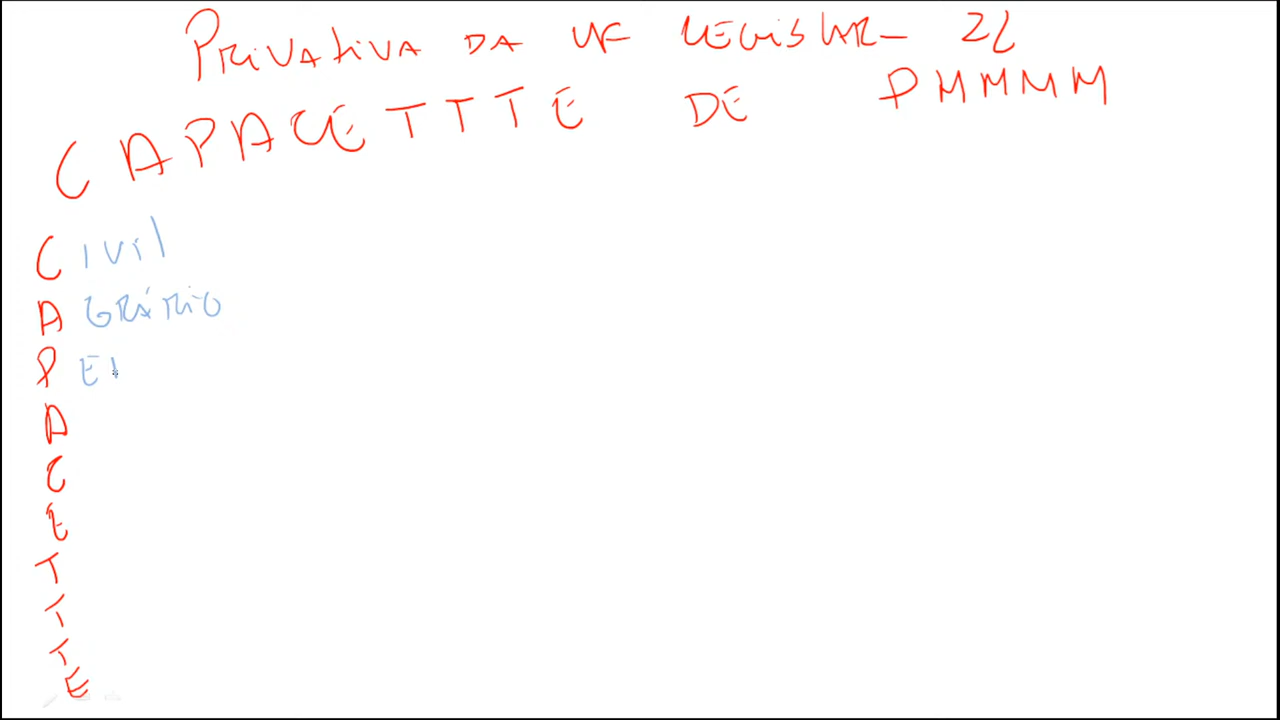 PRIVATIVA DA UF LEGISLAR - 22
CAPACETTTE DE PMMMM
CIVIL
AGRÁRIO
PE
A
C
E
T
T
T
E